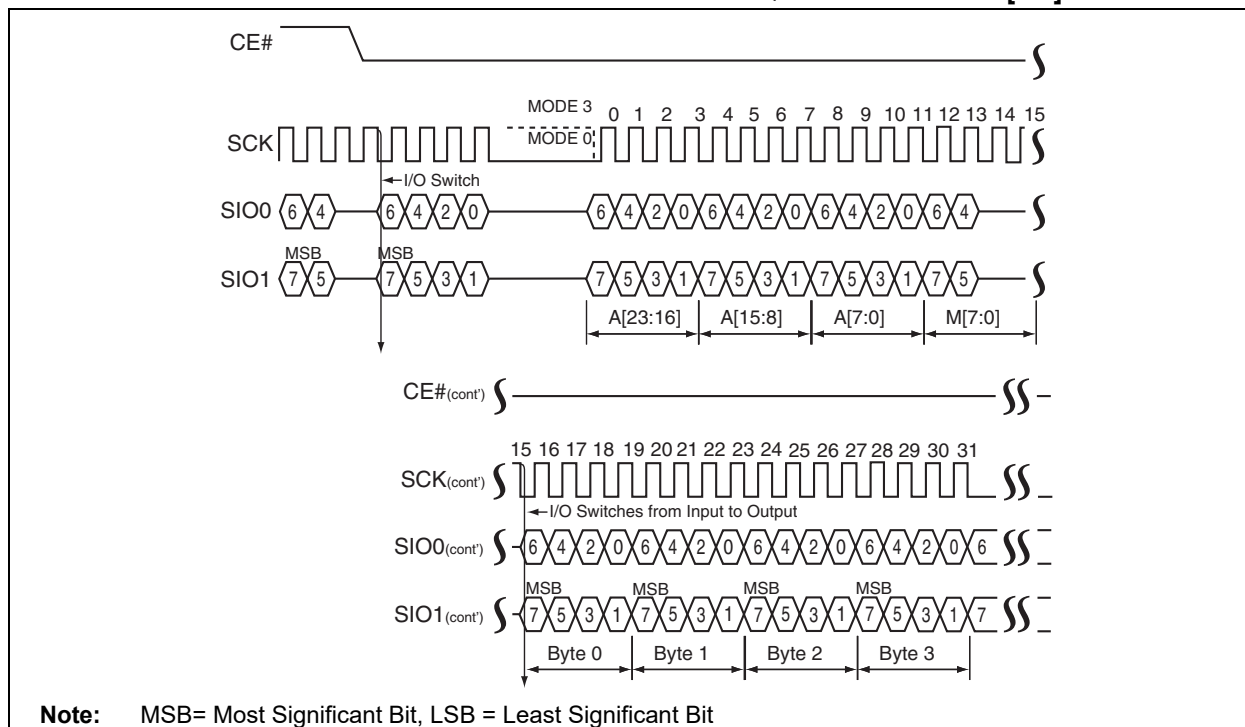 CE#
MODE 3
0 1 2 3 4 5 6 7 8 9 10 11 12 13 14 15
SCK
MODE 0
I/O Switch
SIO0 6 4 6 4 2 0 6 4 2 0 6 4 2 0 6 4 2 0 6 4
MSB MSB
SIO1 7 5 7 5 3 1 7 5 3 1 7 5 3 1 7 5 3 1 7 5
A[23:16] A[15:8] A[7:0] M[7:0]
CE#(cont')
15 16 17 18 19 20 21 22 23 24 25 26 27 28 29 30 31
SCK(cont')
I/O Switches from Input to Output
SIO0(cont') 6 4 2 0 6 4 2 0 6 4 2 0 6 4 2 0 6
MSB MSB MSB MSB
SIO1(cont') 7 5 3 1 7 5 3 1 7 5 3 1 7 5 3 1 7
Byte 0 Byte 1 Byte 2 Byte 3
Note: MSB= Most Significant Bit, LSB = Least Significant Bit